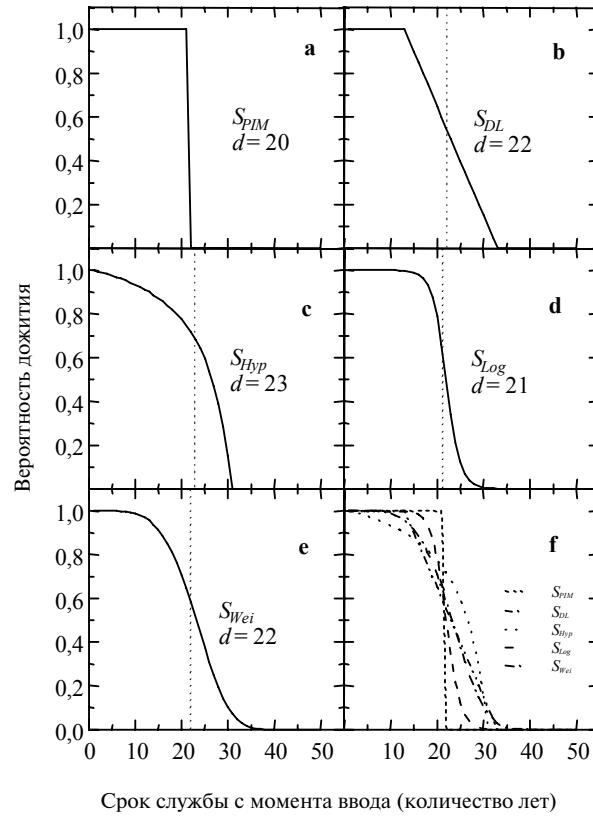 1,0
0,8
0,6
0,4
0,2
a
S_PIM
d=20
b
S_DL
d=22
1,0
0,8
0,6
0,4
0,2
c
S_Hyp
d=23
d
S_Log
d=21
1,0
0,8
0,6
0,4
0,2
0,0
e
S_Wei
d=22
f
S_PIM
S_DL
S_Hyp
S_Log
S_Wei
0 10 20 30 40 50 0 10 20 30 40 50
Вероятность дожития
Срок службы с момента ввода (количество лет)